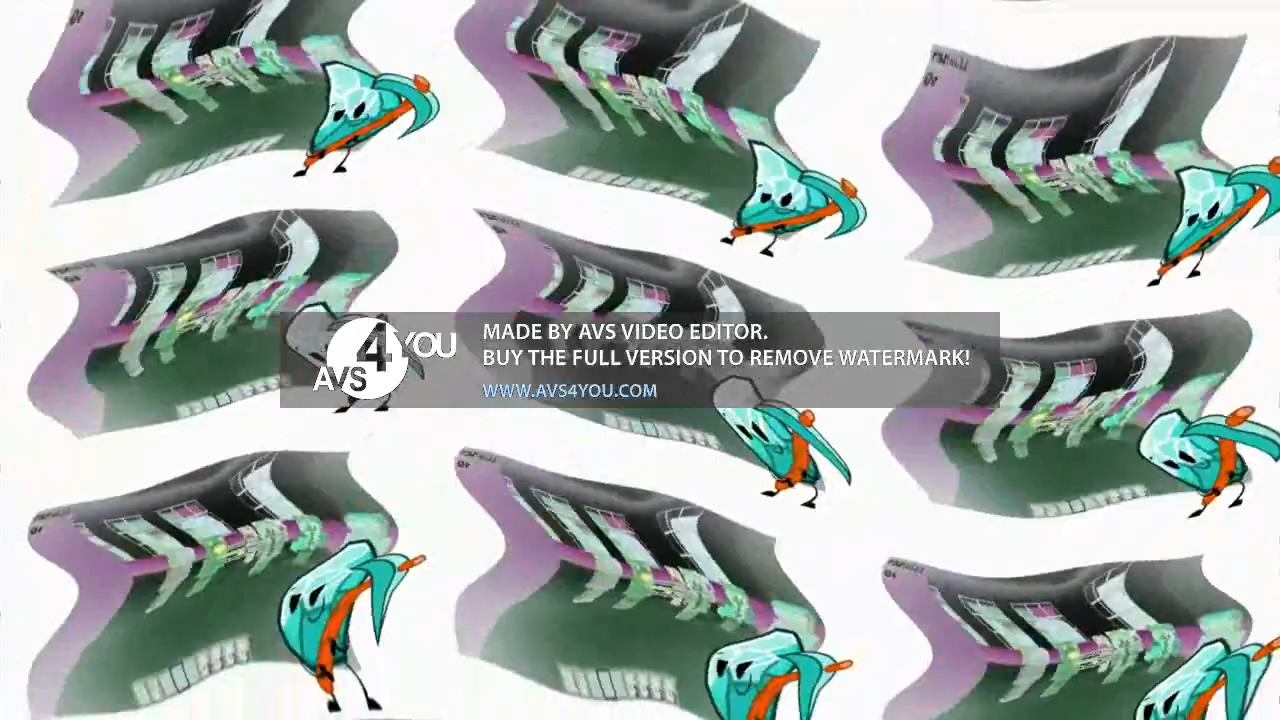 MADE BY AVS VIDEO EDITOR.
BUY THE FULL VERSION TO REMOVE WATERMARK!
AVS4YOU
WWW.AVS4YOU.COM